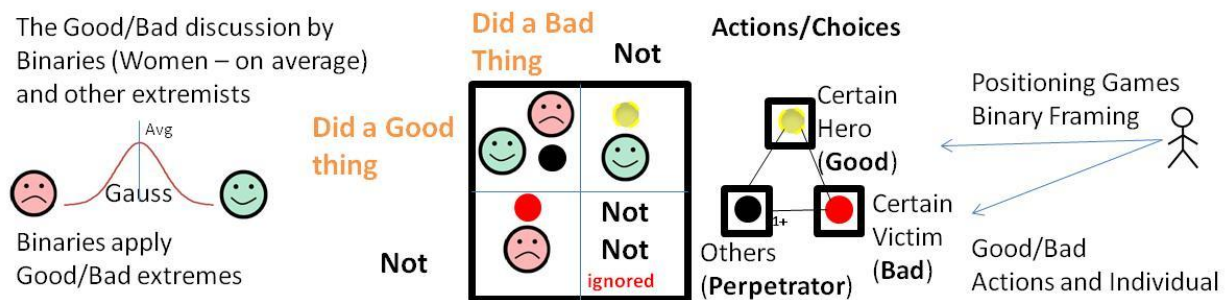 The Good/Bad discussion by
Binaries (Women – on average)
and other extremists
Avg
Gauss
Binaries apply
Good/Bad extremes
Did a Bad
Thing
Not
Did a Good
thing
Not
Not
Not
ignored
Actions/Choices
Certain
Hero
(Good)
1+
Others
(Perpetrator)
Certain
Victim
(Bad)
Positioning Games
Binary Framing
Good/Bad
Actions and Individual